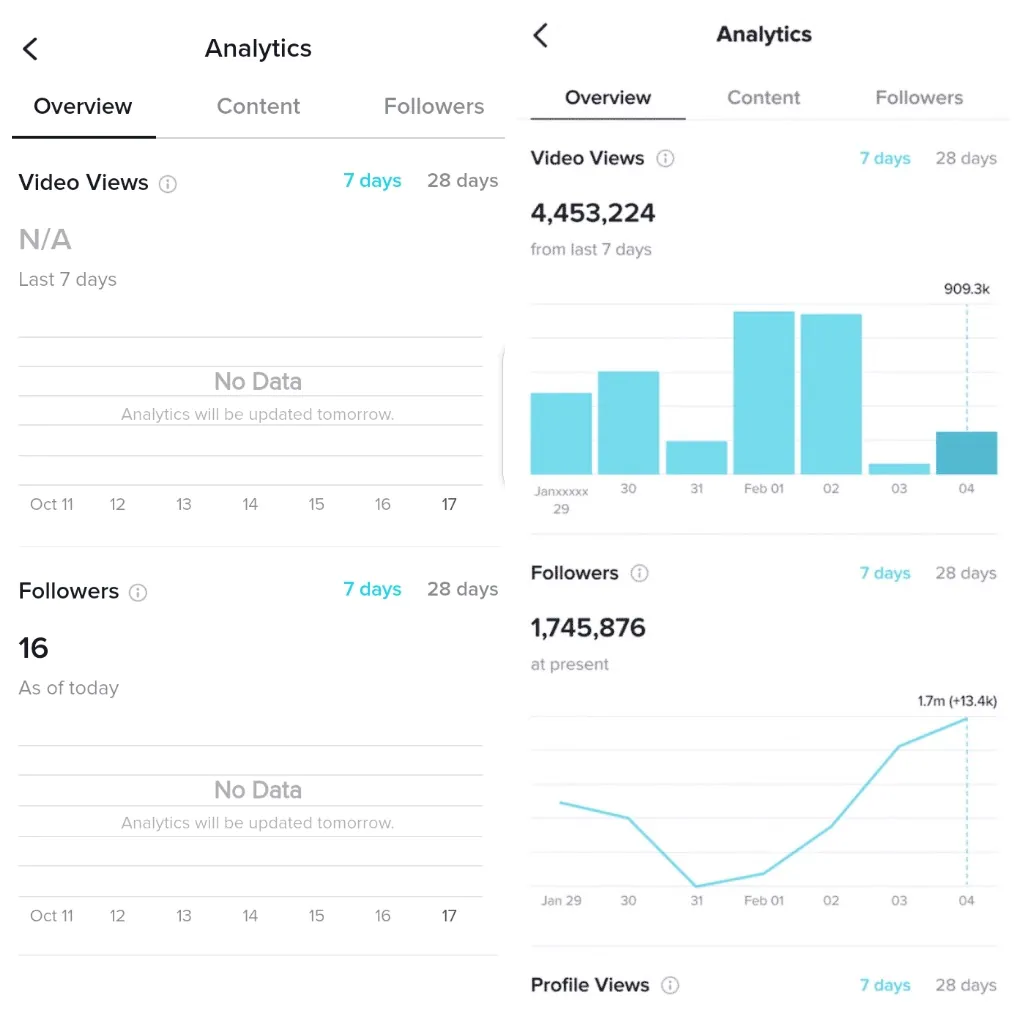 Analytics
Overview Content Followers
Video Views 7 days 28 days
N/A
Last 7 days
No Data
Analytics will be updated tomorrow.
Oct 11 12 13 14 15 16 17
Followers 7 days 28 days
16
As of today
No Data
Analytics will be updated tomorrow.
Oct 11 12 13 14 15 16 17
Analytics
Overview Content Followers
Video Views 7 days 28 days
4,453,224
from last 7 days
909.3k
Janxxxxx 30 31 Feb 01 02 03 04
29
Followers 7 days 28 days
1,745,876
at present
1.7m (+13.4k)
Jan 29 30 31 Feb 01 02 03 04
Profile Views 7 days 28 days